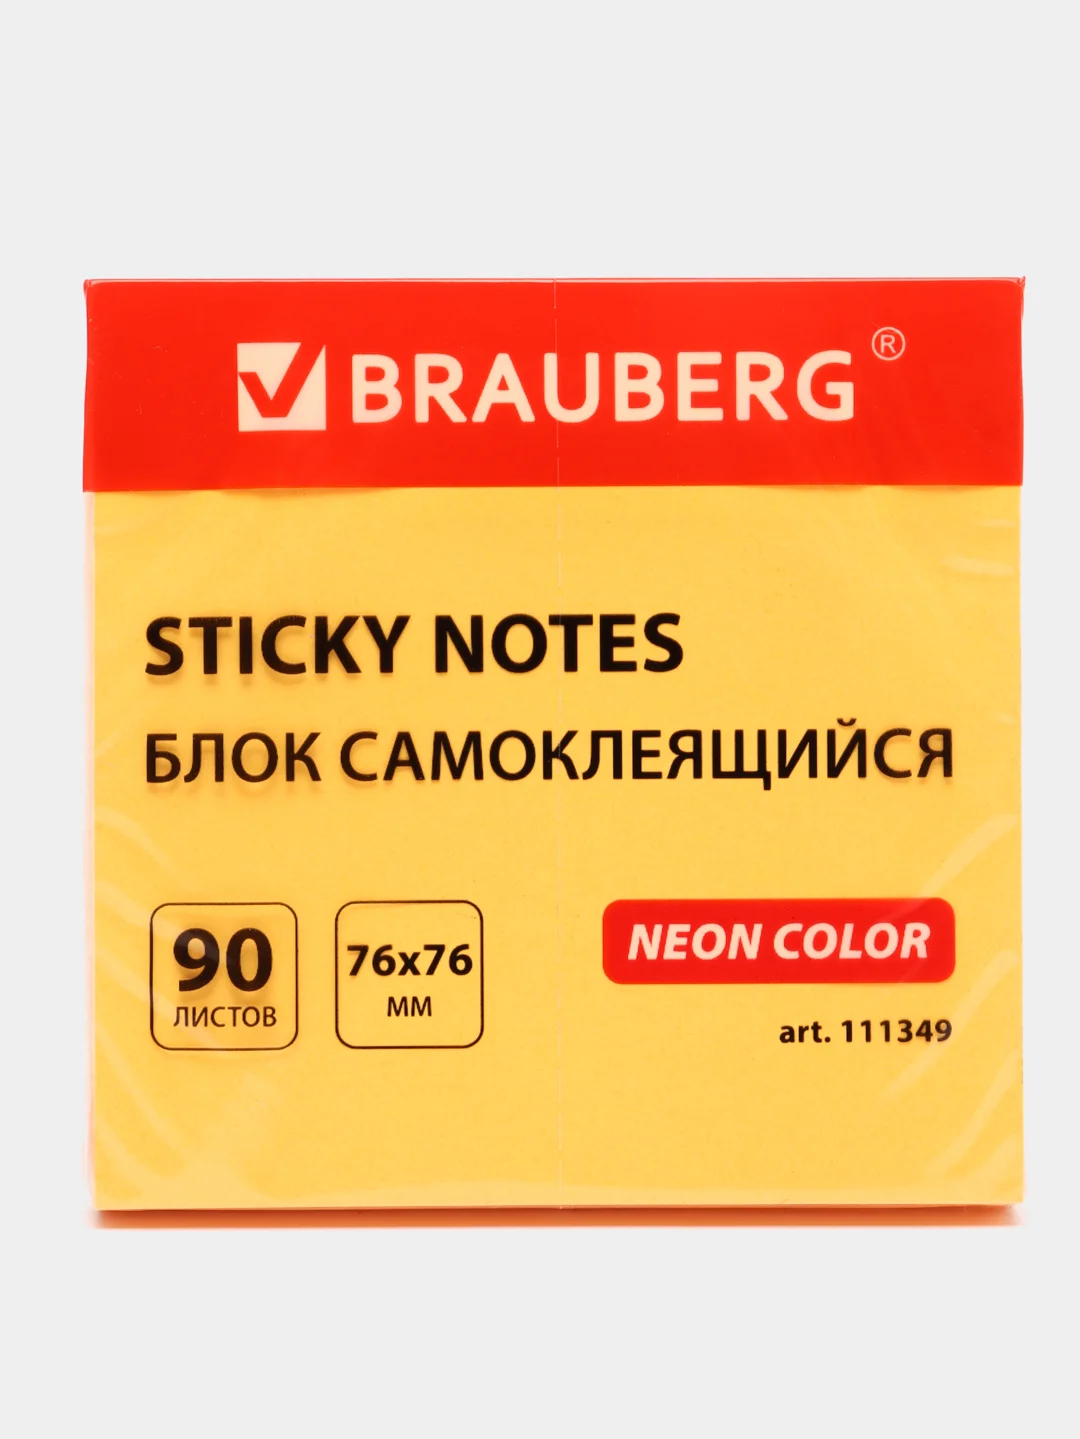 BRAUBERG®
STICKY NOTES
БЛОК САМОКЛЕЯЩИЙСЯ
90
ЛИСТОВ
76x76
ММ
NEON COLOR
art. 111349